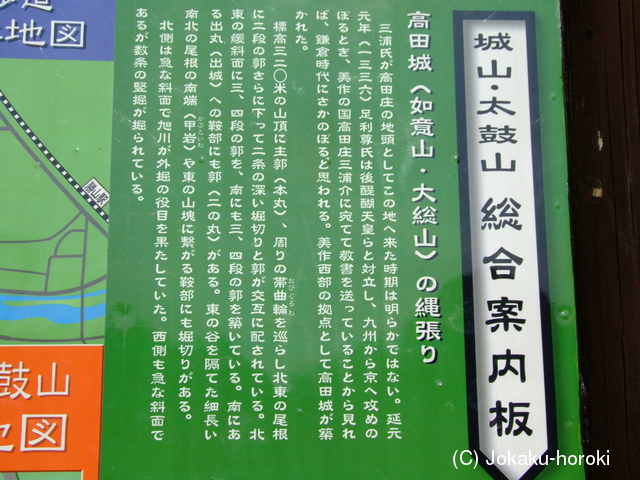 城山・太鼓山 総合案内板
高田城（如意山・大総山）の縄張り
三浦氏が高田庄の地頭としてこの地へ来た時期は明らかではない。延元
元年（一三三六）足利尊氏は後醍醐天皇らと対立し、九州から京へ攻めの
ぼるとき、美作の国高田庄三浦介に宛てて教書を送っていることから見れ
ば、鎌倉時代にさかのぼると思われる。美作西部の拠点として高田城が築
かれた。
標高三二〇米の山頂に主郭（本丸）、周りの帯曲輪を巡らし北東の尾根
おびくるわ
に二段の郭さらに下って二条の深い堀切りと郭が交互に配されている。北
東の緩斜面に三、四段の郭を、南にも三、四段の郭を築いている。南にあ
る出丸（出城）への鞍部にも郭（二の丸）がある。東の谷を隔てた細長い
南北の尾根の南端（甲岩）や東の山塊に繋がる鞍部にも堀切りがある。
かぶといわ
北側は急な斜面で旭川が外堀の役目を果たしていた。西側も急な斜面で
あるが数条の竪堀が掘られている。
地図
勝山駅
鼓山
図
(C) Jokaku-horoki